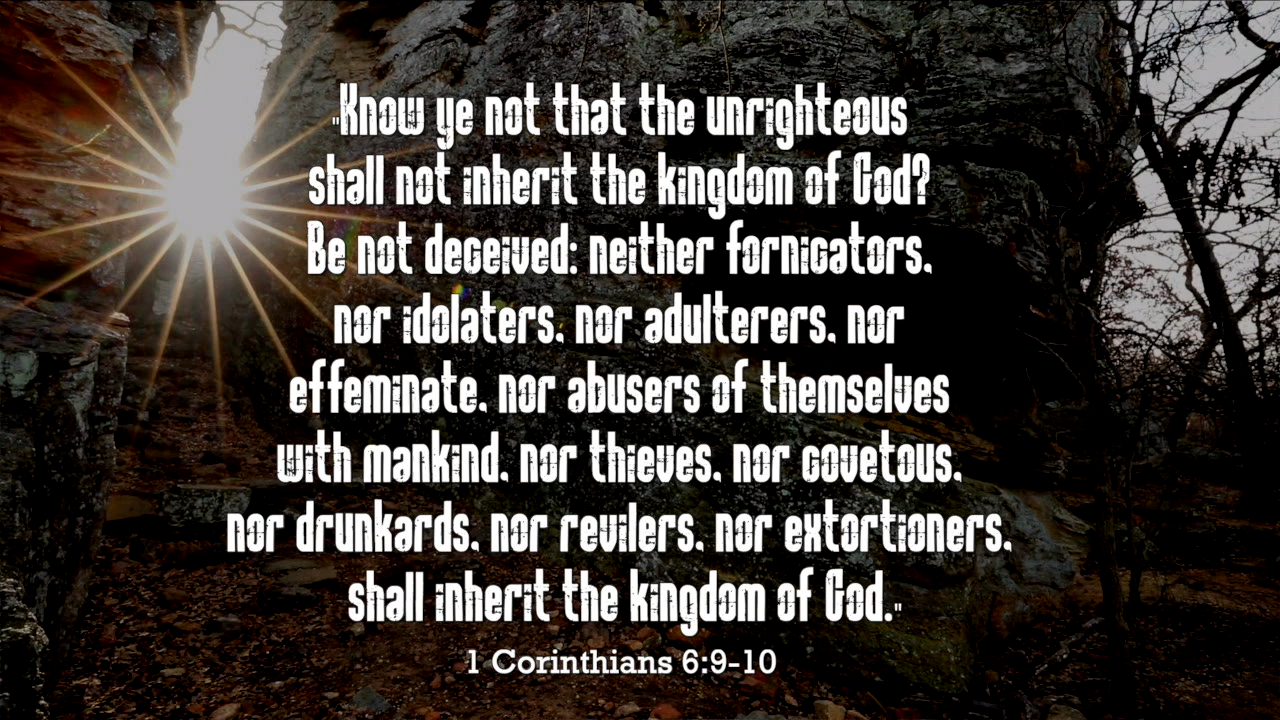 "Know ye not that the unrighteous
shall not inherit the kingdom of God?
Be not deceived: neither fornicators,
nor idolaters, nor adulterers, nor
effeminate, nor abusers of themselves
with mankind, nor thieves, nor covetous,
nor drunkards, nor revilers, nor extortioners,
shall inherit the kingdom of God."
1 Corinthians 6:9-10